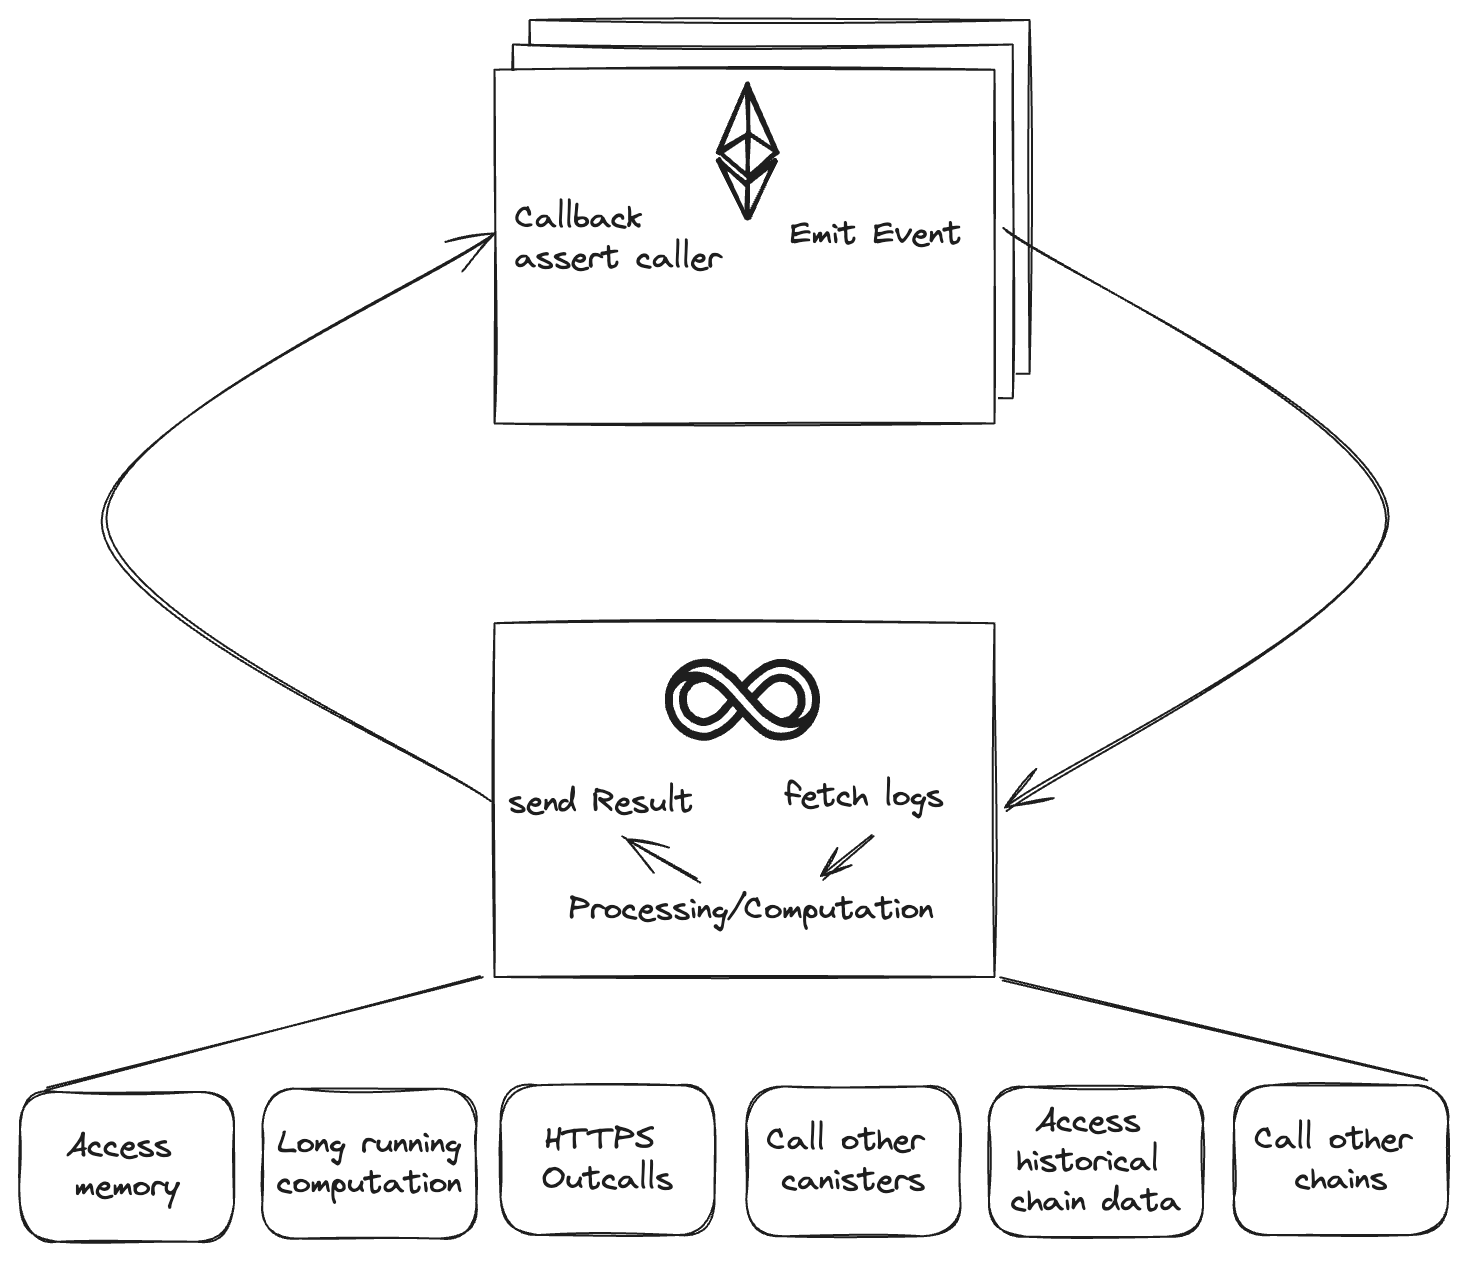 Callback
assert caller
Emit Event
send Result
fetch logs
Processing/Computation
Access
memory
Long running
computation
HTTPS
Outcalls
Call other
canisters
Access
historical
chain data
Call other
chains